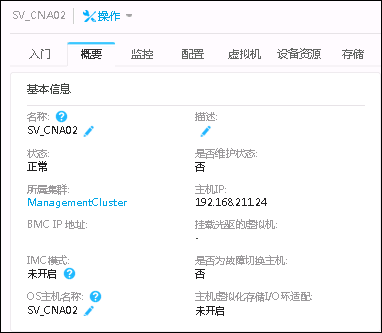 SV_CNA02 操作
入门 概要 监控 配置 虚拟机 设备资源 存储
基本信息
名称: 描述:
SV_CNA02
状态: 是否维护状态:
正常 否
所属集群: 主机IP:
ManagementCluster 192.168.211.24
BMC IP 地址: 挂载光驱的虚拟机:
-
IMC模式: 是否为故障切换主机:
未开启 否
OS主机名称: 主机虚拟化存储I/O环适配:
SV_CNA02 未开启